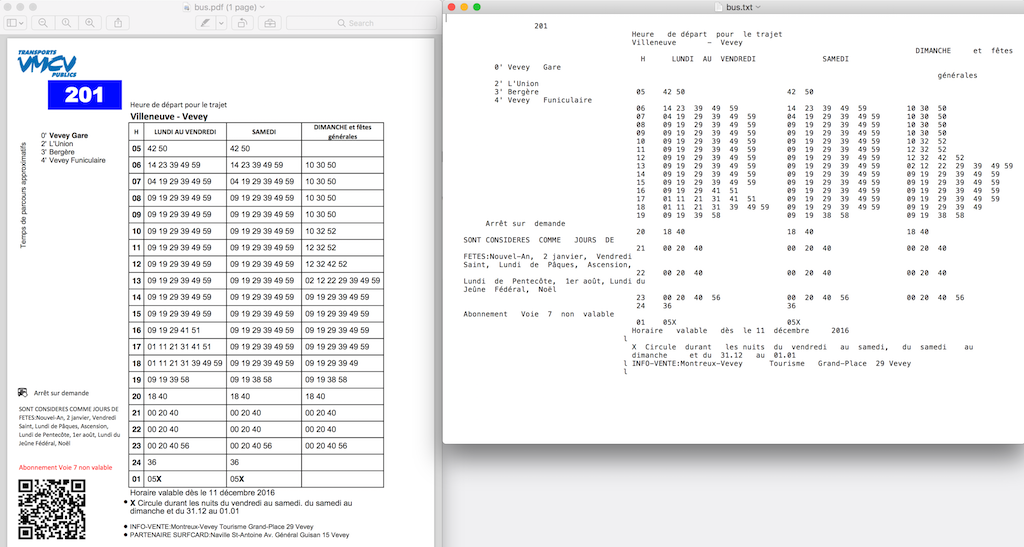 bus.pdf (1 page)
Search
TRANSPORTS
VMCV
PUBLICS
201
Heure de départ pour le trajet
Villeneuve - Vevey
Temps de parcours approximatifs
0' Vevey Gare
2' L'Union
3' Bergère
4' Vevey Funiculaire
H LUNDI AU VENDREDI SAMEDI DIMANCHE et fêtes
générales
05 42 50 42 50
06 14 23 39 49 59 14 23 39 49 59 10 30 50
07 04 19 29 39 49 59 04 19 29 39 49 59 10 30 50
08 09 19 29 39 49 59 09 19 29 39 49 59 10 30 50
09 09 19 29 39 49 59 09 19 29 39 49 59 10 30 50
10 09 19 29 39 49 59 09 19 29 39 49 59 10 32 52
11 09 19 29 39 49 59 09 19 29 39 49 59 12 32 52
12 09 19 29 39 49 59 09 19 29 39 49 59 12 32 42 52
13 09 19 29 39 49 59 09 19 29 39 49 59 02 12 22 29 39 49 59
14 09 19 29 39 49 59 09 19 29 39 49 59 09 19 29 39 49 59
15 09 19 29 39 49 59 09 19 29 39 49 59 09 19 29 39 49 59
16 09 19 29 41 51 09 19 29 39 49 59 09 19 29 39 49 59
17 01 11 21 31 41 51 09 19 29 39 49 59 09 19 29 39 49 59
18 01 11 21 31 39 49 59 09 19 29 39 49 59 09 19 29 39 49
19 09 19 39 58 09 19 38 58 09 19 38 58
20 18 40 18 40 18 40
21 00 20 40 00 20 40 00 20 40
22 00 20 40 00 20 40 00 20 40
23 00 20 40 56 00 20 40 56 00 20 40 56
24 36 36
01 05X 05X
Arrêt sur demande
SONT CONSIDERES COMME JOURS DE
FETES:Nouvel-An, 2 janvier, Vendredi
Saint, Lundi de Pâques, Ascension,
Lundi de Pentecôte, 1er août, Lundi du
Jeûne Fédéral, Noël
Abonnement Voie 7 non valable
Horaire valable dès le 11 décembre 2016
• X Circule durant les nuits du vendredi au samedi, du samedi au
dimanche et du 31.12 au 01.01
• INFO-VENTE:Montreux-Vevey Tourisme Grand-Place 29 Vevey
• PARTENAIRE SURFCARD:Naville St-Antoine Av. Général Guisan 15 Vevey
bus.txt
201
Heure de départ pour le trajet
Villeneuve – Vevey
DIMANCHE et fêtes
H LUNDI AU VENDREDI SAMEDI
0' Vevey Gare
générales
2' L'Union
3' Bergère 05 42 50 42 50
4' Vevey Funiculaire
06 14 23 39 49 59 14 23 39 49 59 10 30 50
07 04 19 29 39 49 59 04 19 29 39 49 59 10 30 50
08 09 19 29 39 49 59 09 19 29 39 49 59 10 30 50
09 09 19 29 39 49 59 09 19 29 39 49 59 10 30 50
10 09 19 29 39 49 59 09 19 29 39 49 59 10 32 52
11 09 19 29 39 49 59 09 19 29 39 49 59 12 32 52
12 09 19 29 39 49 59 09 19 29 39 49 59 12 32 42 52
13 09 19 29 39 49 59 09 19 29 39 49 59 02 12 22 29 39 49 59
14 09 19 29 39 49 59 09 19 29 39 49 59 09 19 29 39 49 59
15 09 19 29 39 49 59 09 19 29 39 49 59 09 19 29 39 49 59
16 09 19 29 41 51 09 19 29 39 49 59 09 19 29 39 49 59
17 01 11 21 31 41 51 09 19 29 39 49 59 09 19 29 39 49 59
18 01 11 21 31 39 49 59 09 19 29 39 49 59 09 19 29 39 49
19 09 19 39 58 09 19 38 58 09 19 38 58
Arrêt sur demande
20 18 40 18 40 18 40
SONT CONSIDERES COMME JOURS DE
21 00 20 40 00 20 40 00 20 40
FETES:Nouvel-An, 2 janvier, Vendredi
Saint, Lundi de Pâques, Ascension,
22 00 20 40 00 20 40 00 20 40
Lundi de Pentecôte, 1er août, Lundi du
Jeûne Fédéral, Noël
23 00 20 40 56 00 20 40 56 00 20 40 56
24 36 36
Abonnement Voie 7 non valable
01 05X 05X
Horaire valable dès le 11 décembre 2016
l
X Circule durant les nuits du vendredi au samedi, du samedi au
dimanche et du 31.12 au 01.01
l INFO-VENTE:Montreux-Vevey Tourisme Grand-Place 29 Vevey
l